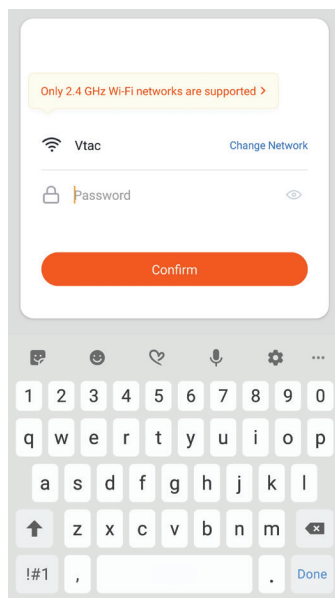 Only 2.4 GHz Wi-Fi networks are supported >
Vtac Change Network
Password
Confirm
1 2 3 4 5 6 7 8 9 0
q w e r t y u i o p
a s d f g h j k l
z x c v b n m
!#1 , . Done